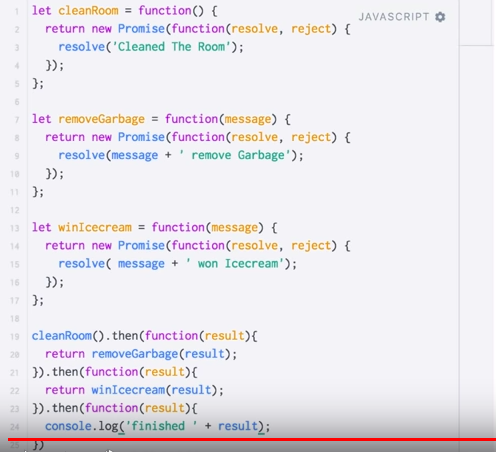 JAVASCRIPT
1 let cleanRoom = function() {
2 return new Promise(function(resolve, reject) {
3 resolve('Cleaned The Room');
4 });
5 };
6
7 let removeGarbage = function(message) {
8 return new Promise(function(resolve, reject) {
9 resolve(message + ' remove Garbage');
10 });
11 };
12
13 let winIcecream = function(message) {
14 return new Promise(function(resolve, reject) {
15 resolve( message + ' won Icecream');
16 });
17 };
18
19 cleanRoom().then(function(result){
20 return removeGarbage(result);
21 }).then(function(result){
22 return winIcecream(result);
23 }).then(function(result){
24 console.log('finished ' + result);
25 })